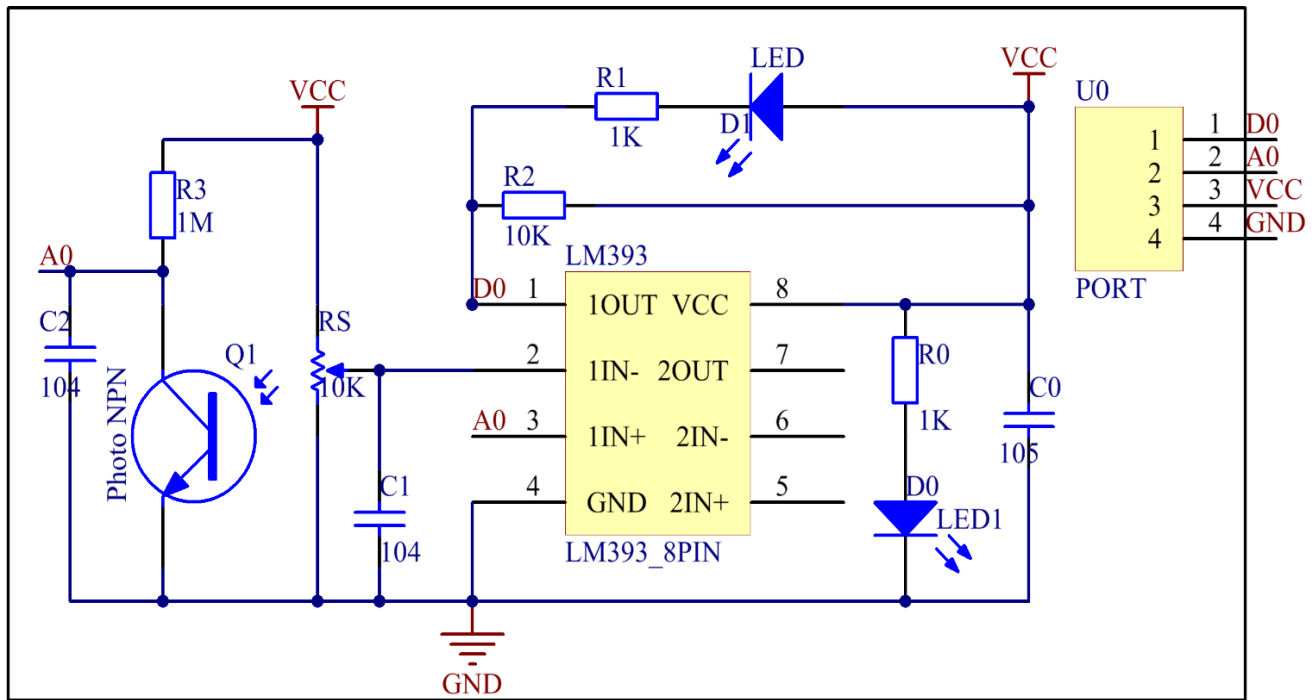 VCC
R3
1M
A0
C2
104
Photo NPN
Q1
RS
10K
C1
104
R1
1K
LED
D1
VCC
R2
10K
LM393
D0
1
1OUT
VCC
8
2
1IN-
2OUT
7
A0
3
1IN+
2IN-
6
4
GND
2IN+
5
LM393_8PIN
R0
1K
D0
LED1
C0
105
GND
U0
1 1 D0
2 2 A0
3 3 VCC
4 4 GND
PORT